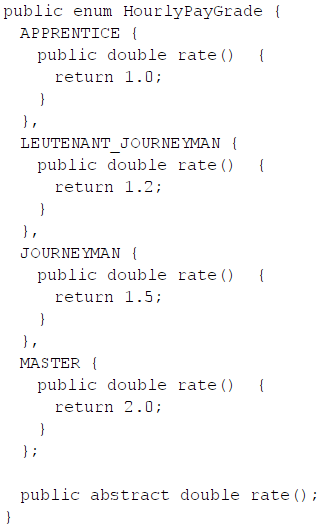 public enum HourlyPayGrade {
  APPRENTICE {
    public double rate()  {
      return 1.0;
    }
  },
  LEUTENANT_JOURNEYMAN {
    public double rate()  {
      return 1.2;
    }
  },
  JOURNEYMAN {
    public double rate()  {
      return 1.5;
    }
  },
  MASTER {
    public double rate()  {
      return 2.0;
    }
  };

  public abstract double rate();
}